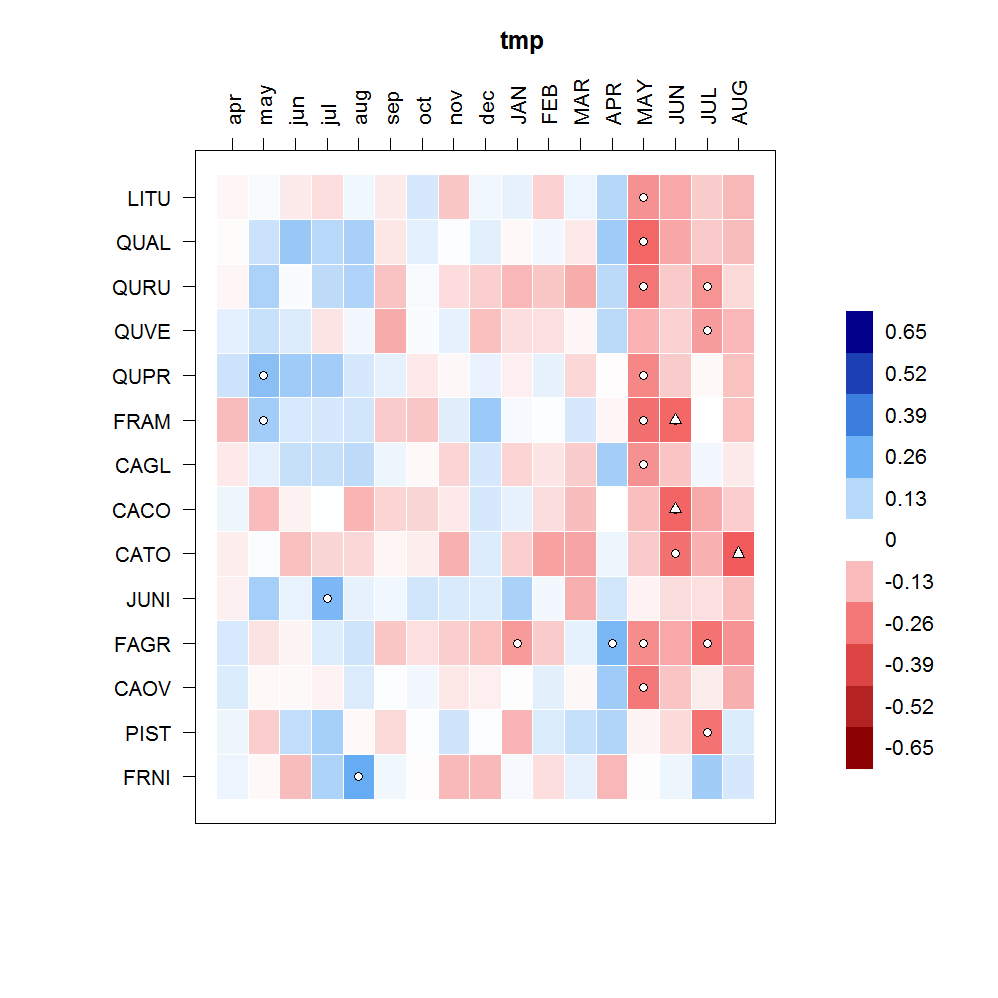 tmp
apr may jun jul aug sep oct nov dec JAN FEB MAR APR MAY JUN JUL AUG
LITU
QUAL
QURU
QUVE
QUPR
FRAM
CAGL
CACO
CATO
JUNI
FAGR
CAOV
PIST
FRNI
0.65
0.52
0.39
0.26
0.13
0
-0.13
-0.26
-0.39
-0.52
-0.65